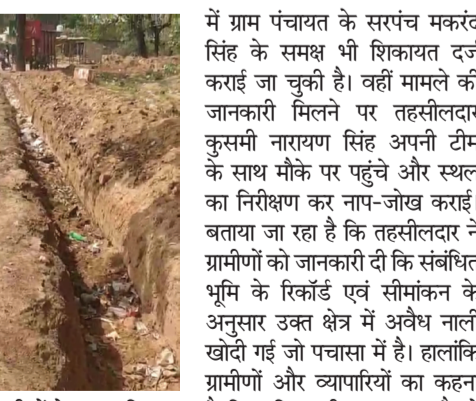 में ग्राम पंचायत के सरपंच मकरंद
सिंह के समक्ष भी शिकायत दर्ज
कराई जा चुकी है। वहीं मामले की
जानकारी मिलने पर तहसीलदार
कुसमी नारायण सिंह अपनी टीम
के साथ मौके पर पहुंचे और स्थल
का निरीक्षण कर नाप-जोख कराई।
बताया जा रहा है कि तहसीलदार ने
ग्रामीणों को जानकारी दी कि संबंधित
भूमि के रिकॉर्ड एवं सीमांकन के
अनुसार उक्त क्षेत्र में अवैध नाली
खोदी गई जो पचासा में है। हालांकि
ग्रामीणों और व्यापारियों का कहना